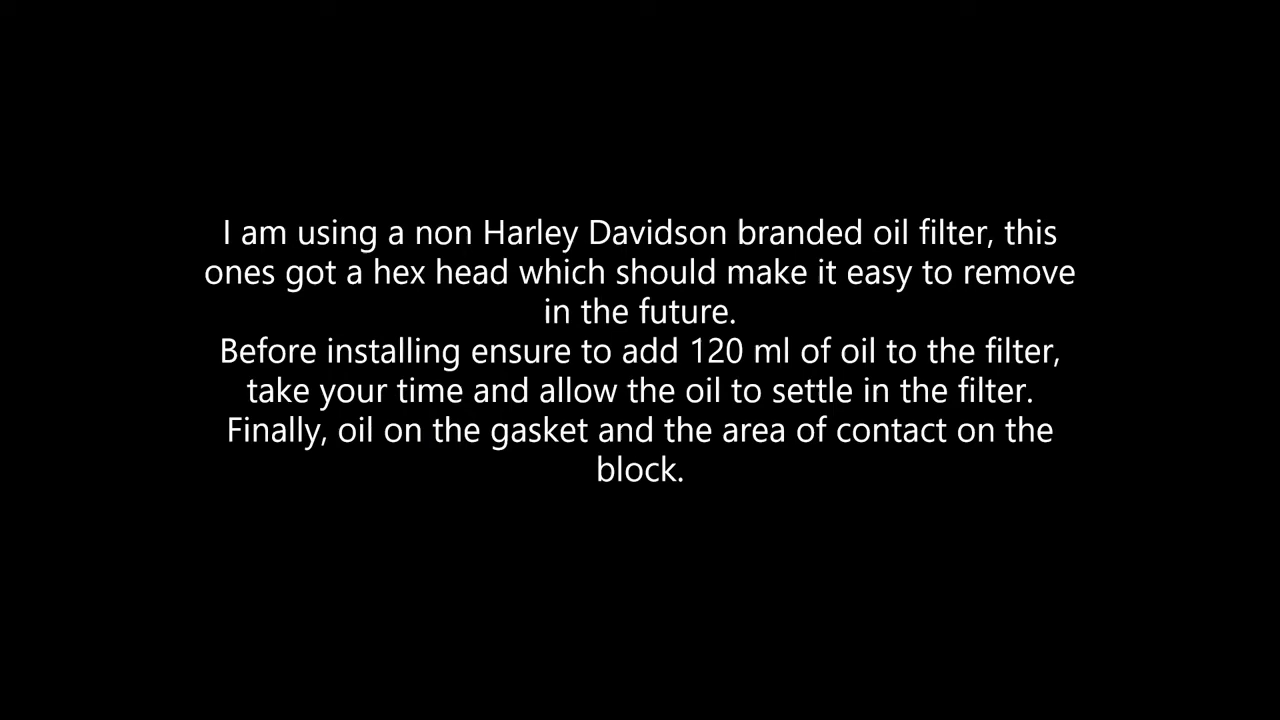 I am using a non Harley Davidson branded oil filter, this
ones got a hex head which should make it easy to remove
in the future.
Before installing ensure to add 120 ml of oil to the filter,
take your time and allow the oil to settle in the filter.
Finally, oil on the gasket and the area of contact on the
block.